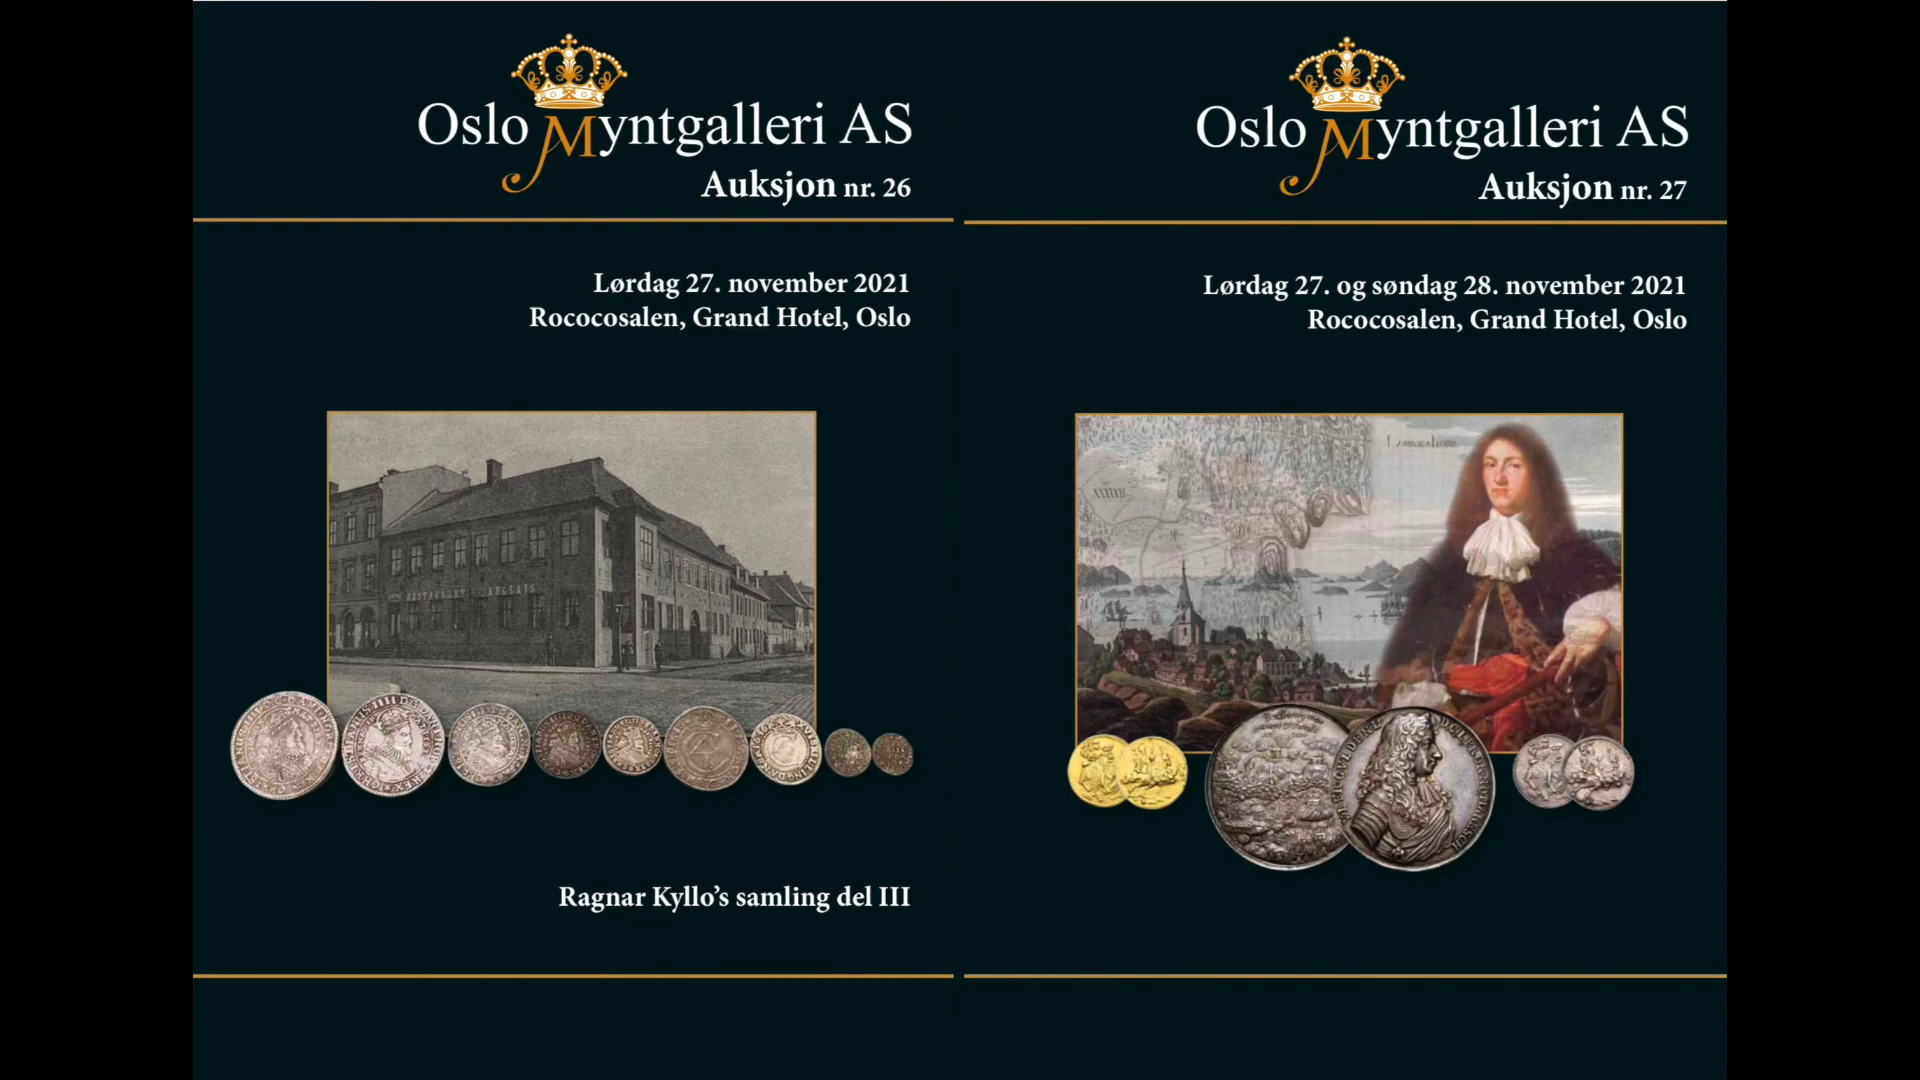 Oslo Myntgalleri AS
Auksjon nr. 26
Lørdag 27. november 2021
Rococosalen, Grand Hotel, Oslo
Ragnar Kyllo’s samling del III
Oslo Myntgalleri AS
Auksjon nr. 27
Lørdag 27. og søndag 28. november 2021
Rococosalen, Grand Hotel, Oslo